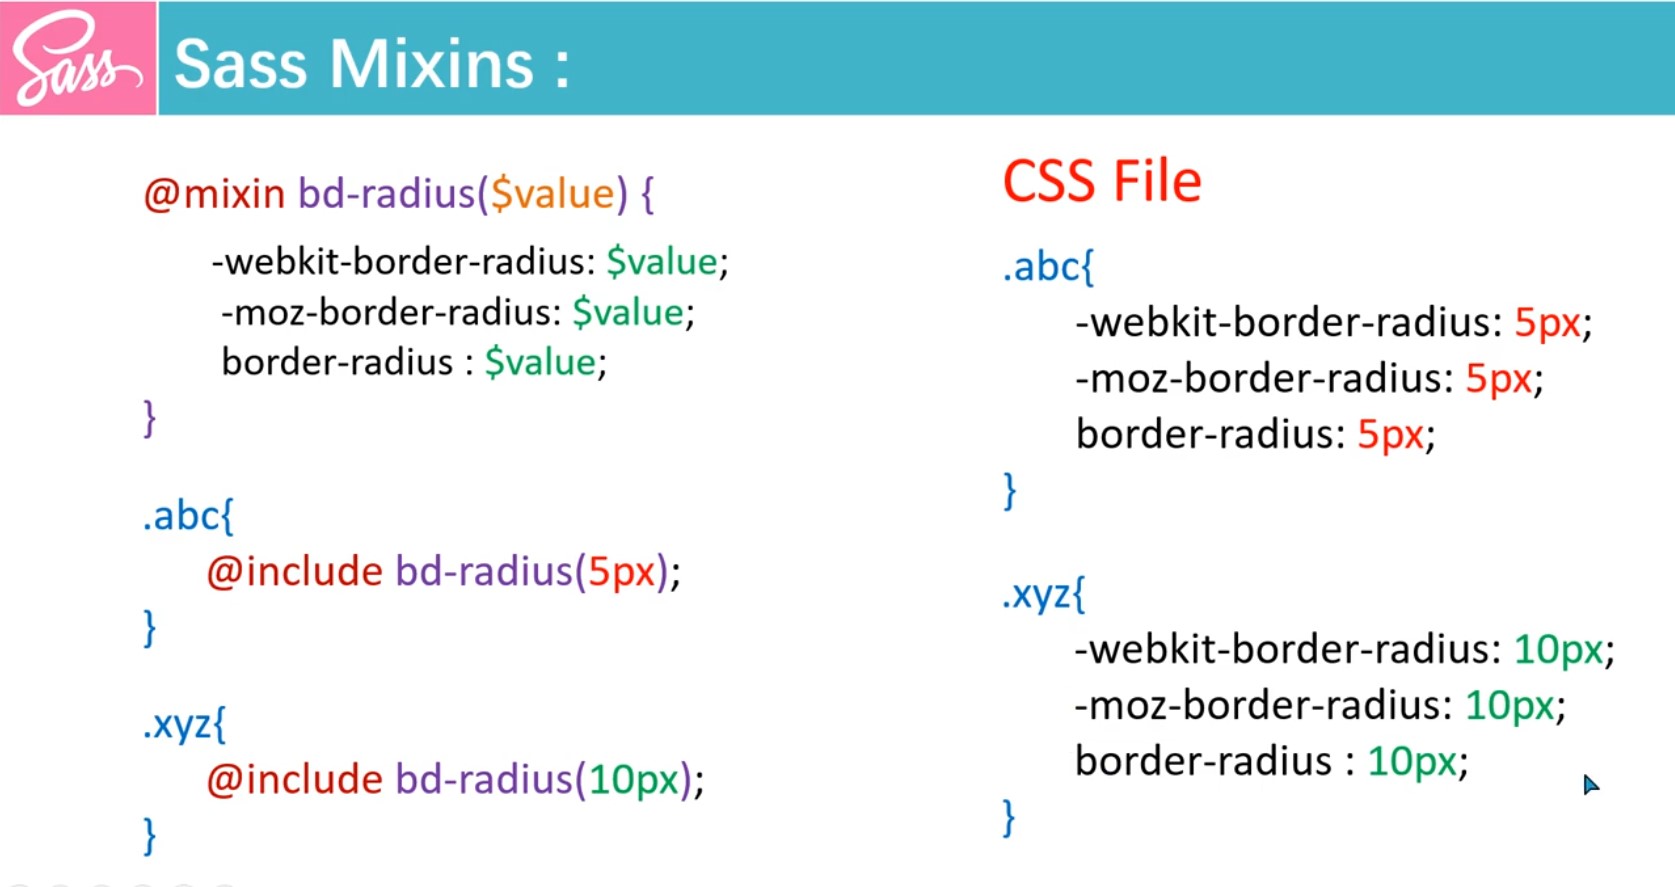 Sass
Sass Mixins :
@mixin bd-radius($value) {
-webkit-border-radius: $value;
-moz-border-radius: $value;
border-radius : $value;
}
.abc{
@include bd-radius(5px);
}
.xyz{
@include bd-radius(10px);
}
CSS File
.abc{
-webkit-border-radius: 5px;
-moz-border-radius: 5px;
border-radius: 5px;
}
.xyz{
-webkit-border-radius: 10px;
-moz-border-radius: 10px;
border-radius : 10px;
}